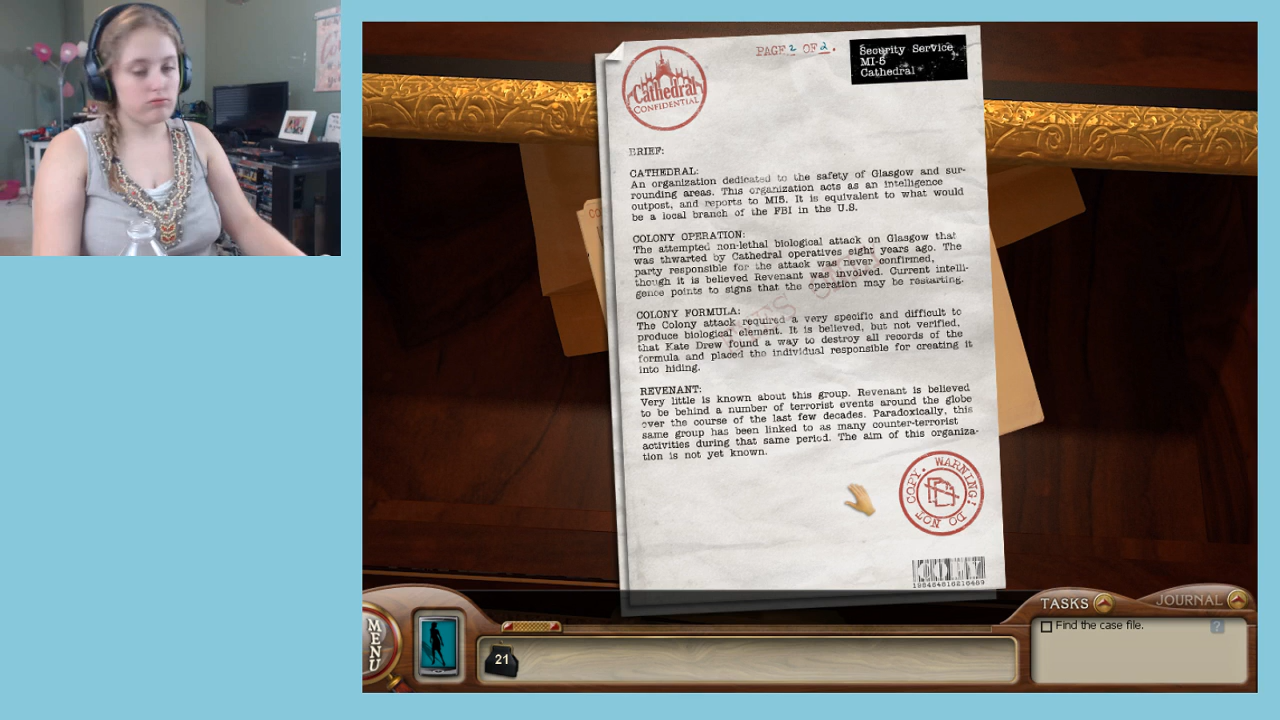 PAGE 2 OF 2.
Security Service
MI-5
Cathedral
Cathedral
CONFIDENTIAL
BRIEF:
CATHEDRAL:
An organization dedicated to the safety of Glasgow and sur-
rounding areas. This organization acts as an intelligence
outpost, and reports to MI5. It is equivalent to what would
be a local branch of the FBI in the U.S.
COLONY OPERATION:
The attempted non-lethal biological attack on Glasgow that
was thwarted by Cathedral operatives eight years ago. The
party responsible for the attack was never confirmed,
though it is believed Revenant was involved. Current intelli-
gence points to signs that the operation may be restarting.
COLONY FORMULA:
The Colony attack required a very specific and difficult to
produce biological element. It is believed, but not verified,
that Kate Drew found a way to destroy all records of the
formula and placed the individual responsible for creating it
into hiding.
REVENANT:
Very little is known about this group. Revenant is believed
to be behind a number of terrorist events around the globe
over the course of the last few decades. Paradoxically, this
same group has been linked to as many counter-terrorist
activities during that same period. The aim of this organiza-
tion is not yet known.
WARNING! DO NOT COPY.
MENU
21
TASKS
JOURNAL
Find the case file.
?